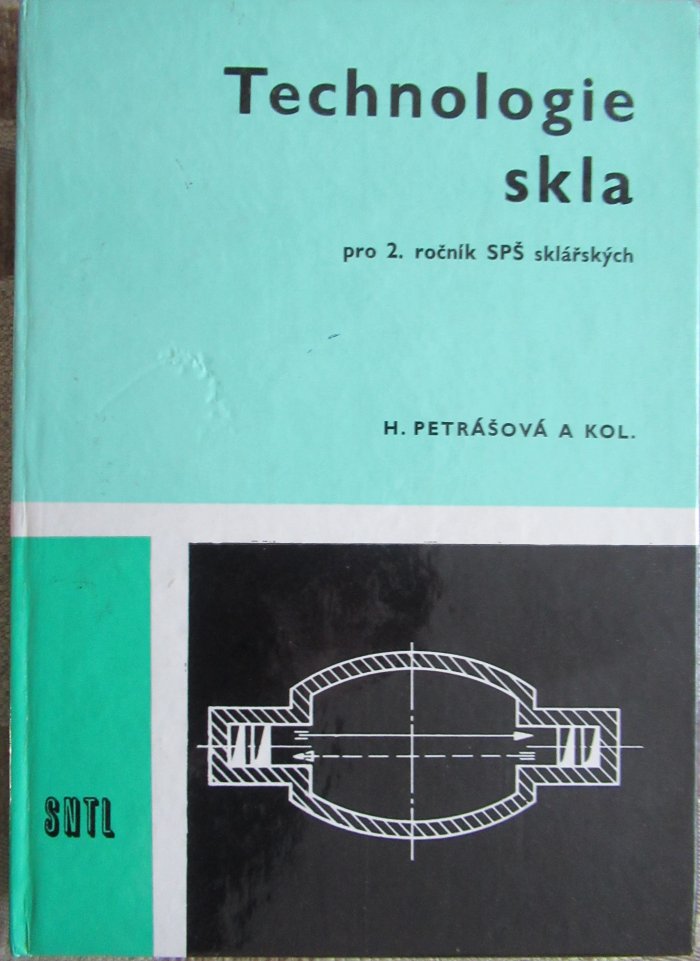 Technologie
skla
pro 2. ročník SPŠ sklářských
H. PETRÁŠOVÁ A KOL.
SNTL